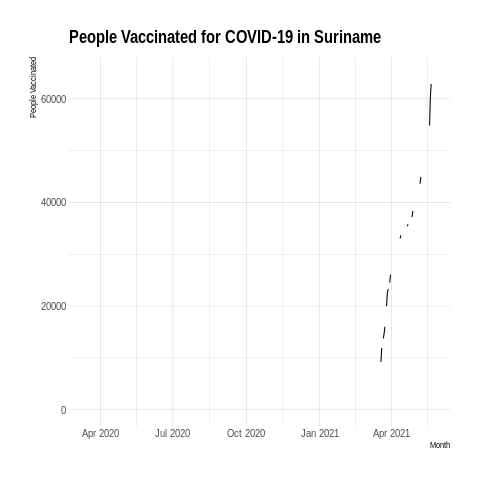 People Vaccinated for COVID-19 in Suriname
People Vaccinated
60000
40000
20000
0
Apr 2020 Jul 2020 Oct 2020 Jan 2021 Apr 2021
Month